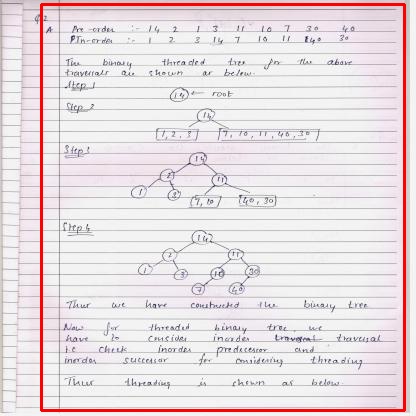 Q2
A Pre-order :- 14 2 1 3 11 10 7 30 40
In-order :- 1 2 3 14 7 10 11 40 30
The binary threaded tree for the above
traversals are shown as below.
Step 1
14 ← root
Step 2
14
1, 2, 3 7, 10, 11, 40, 30
Step 3
14
2 11
1 3 7, 10 40, 30
Step 4
14
2 11
1 3 10 30
7 40
Thus we have constructed the binary tree
Now for threaded binary tree, we
have to consider inorder traversal
i.e check inorder predecessor and
inorder successor for considering threading
Thus threading is shown as below.